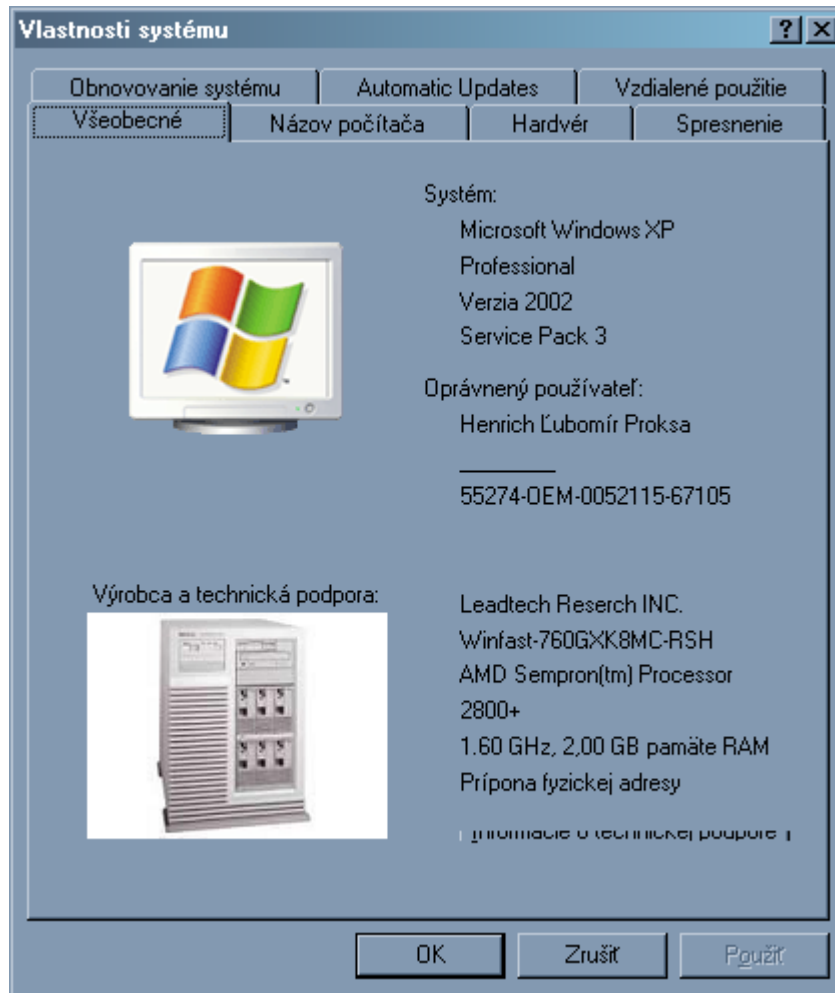 Vlastnosti systému
Obnovovanie systému Automatic Updates Vzdialené použitie
Všeobecné Názov počítača Hardvér Spresnenie
Systém:
Microsoft Windows XP
Professional
Verzia 2002
Service Pack 3
Oprávnený používateľ:
Henrich Ľubomír Proksa
55274-OEM-0052115-67105
Výrobca a technická podpora:
Leadtech Reserch INC.
Winfast-760GXK8MC-RSH
AMD Sempron(tm) Processor
2800+
1.60 GHz, 2,00 GB pamäte RAM
Prípona fyzickej adresy
Informácie o technickej podpore
OK Zrušiť Použiť